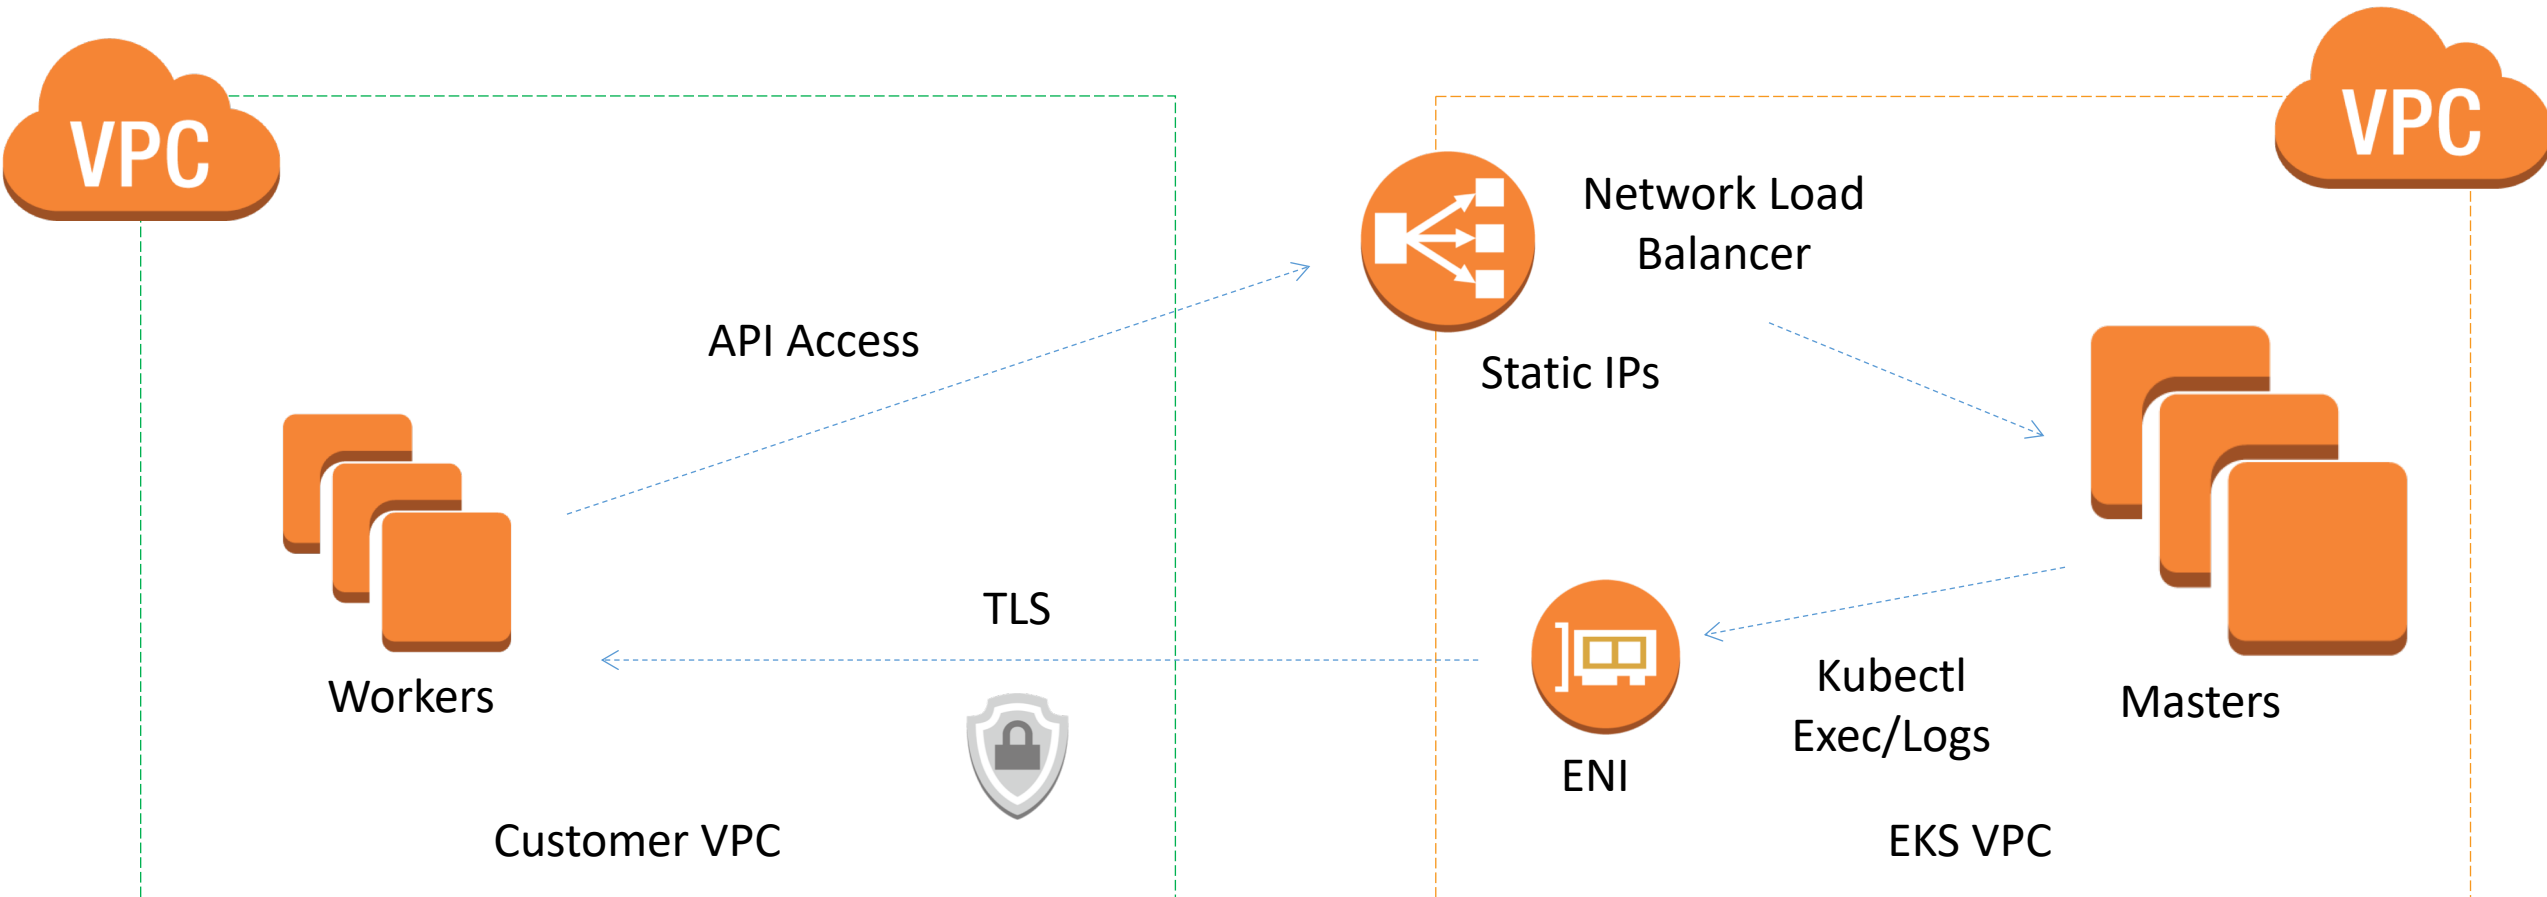 VPC
VPC
Network Load
Balancer
API Access
Static IPs
TLS
Workers
Kubectl
Exec/Logs
Masters
ENI
Customer VPC
EKS VPC